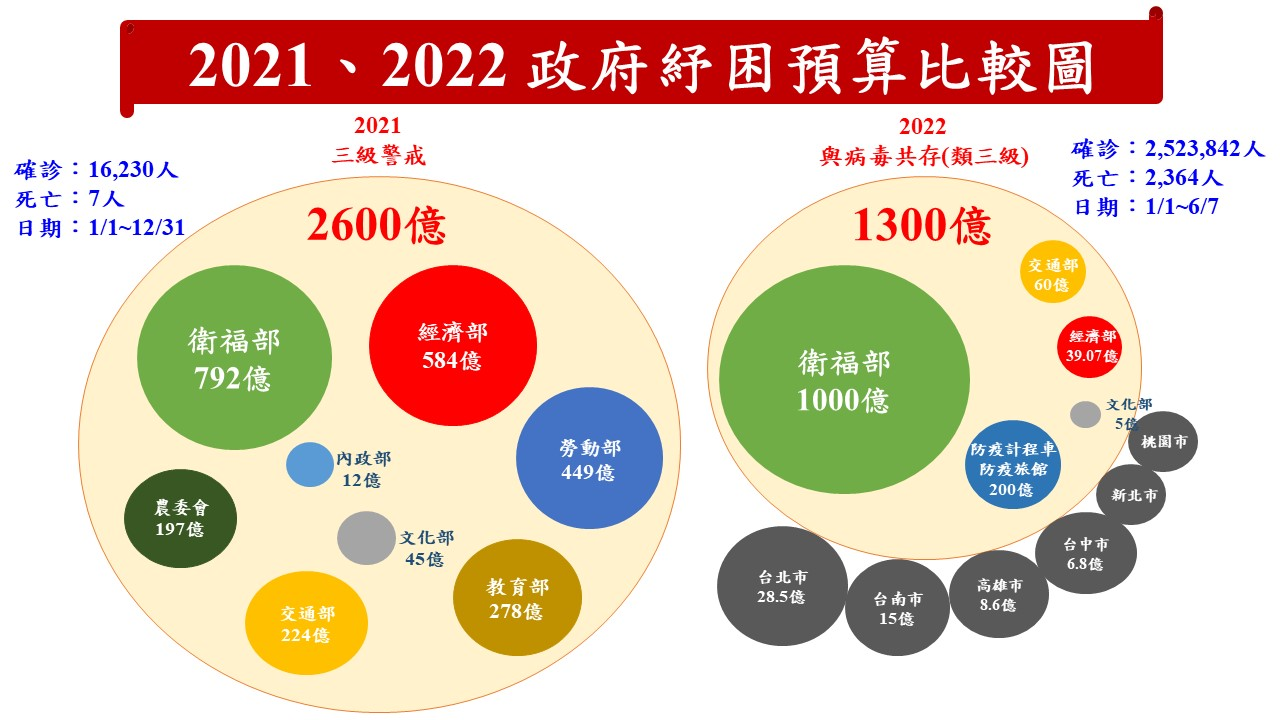 2021、2022 政府紓困預算比較圖
2021
三級警戒
確診：16,230人
死亡：7人
日期：1/1~12/31
2600億
衛福部
792億
經濟部
584億
勞動部
449億
內政部
12億
農委會
197億
文化部
45億
教育部
278億
交通部
224億
2022
與病毒共存(類三級)
確診：2,523,842人
死亡：2,364人
日期：1/1~6/7
1300億
交通部
60億
經濟部
39.07億
衛福部
1000億
文化部
5億
防疫計程車
防疫旅館
200億
桃園市
新北市
台中市
6.8億
高雄市
8.6億
台南市
15億
台北市
28.5億